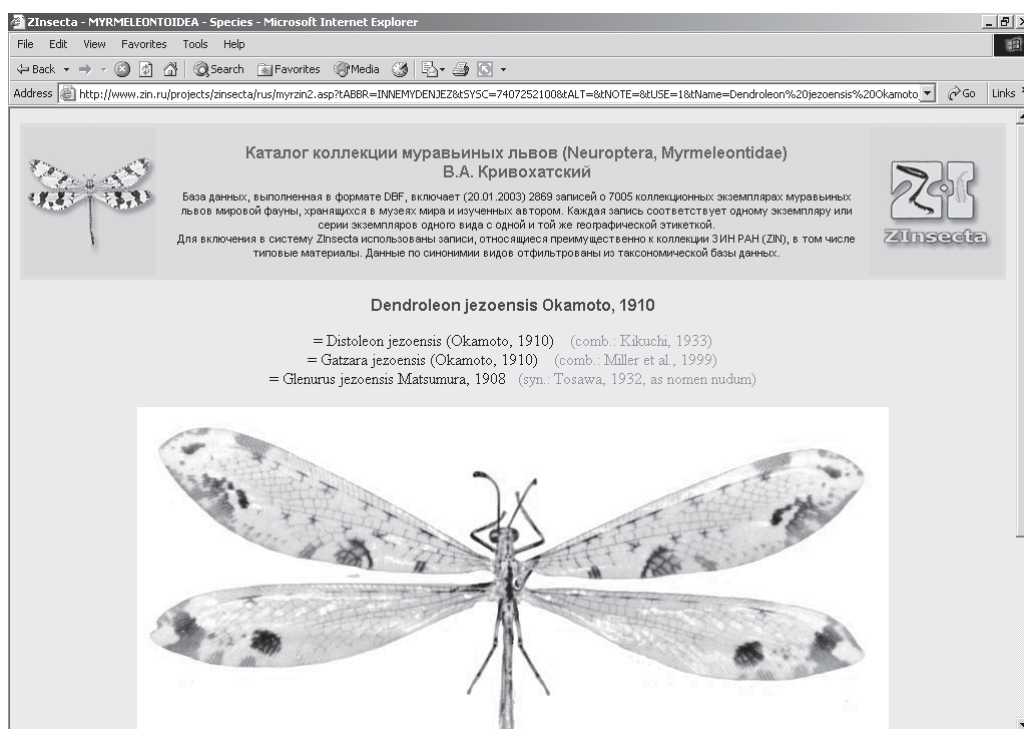 ZInsecta - MYRMELEONTOIDEA - Species - Microsoft Internet Explorer
File Edit View Favorites Tools Help
Back Search Favorites Media
Address http://www.zin.ru/projects/zinsecta/rus/myrzin2.asp?tABBR=INNEMYDENJEZ&tSYSC=7407252100&tALT=&tNOTE=&tUSE=1&tName=Dendroleon%20jezoensis%20Okamoto Go Links
Каталог коллекции муравьиных львов (Neuroptera, Myrmeleontidae)
В.А. Кривохатский
База данных, выполненная в формате DBF, включает (20.01.2003) 2869 записей о 7005 коллекционных экземплярах муравьиных
львов мировой фауны, хранящихся в музеях мира и изученных автором. Каждая запись соответствует одному экземпляру или
серии экземпляров одного вида с одной и той же географической этикеткой.
Для включения в систему ZInsecta использованы записи, относящиеся преимущественно к коллекции ЗИН РАН (ZIN), в том числе
типовые материалы. Данные по синонимии видов отфильтрованы из таксономической базы данных.
ZI
ZInsecta
Dendroleon jezoensis Okamoto, 1910
= Distoleon jezoensis (Okamoto, 1910) (comb.: Kikuchi, 1933)
= Gatzara jezoensis (Okamoto, 1910) (comb.: Miller et al., 1999)
= Glenurus jezoensis Matsumura, 1908 (syn.: Tosawa, 1932, as nomen nudum)